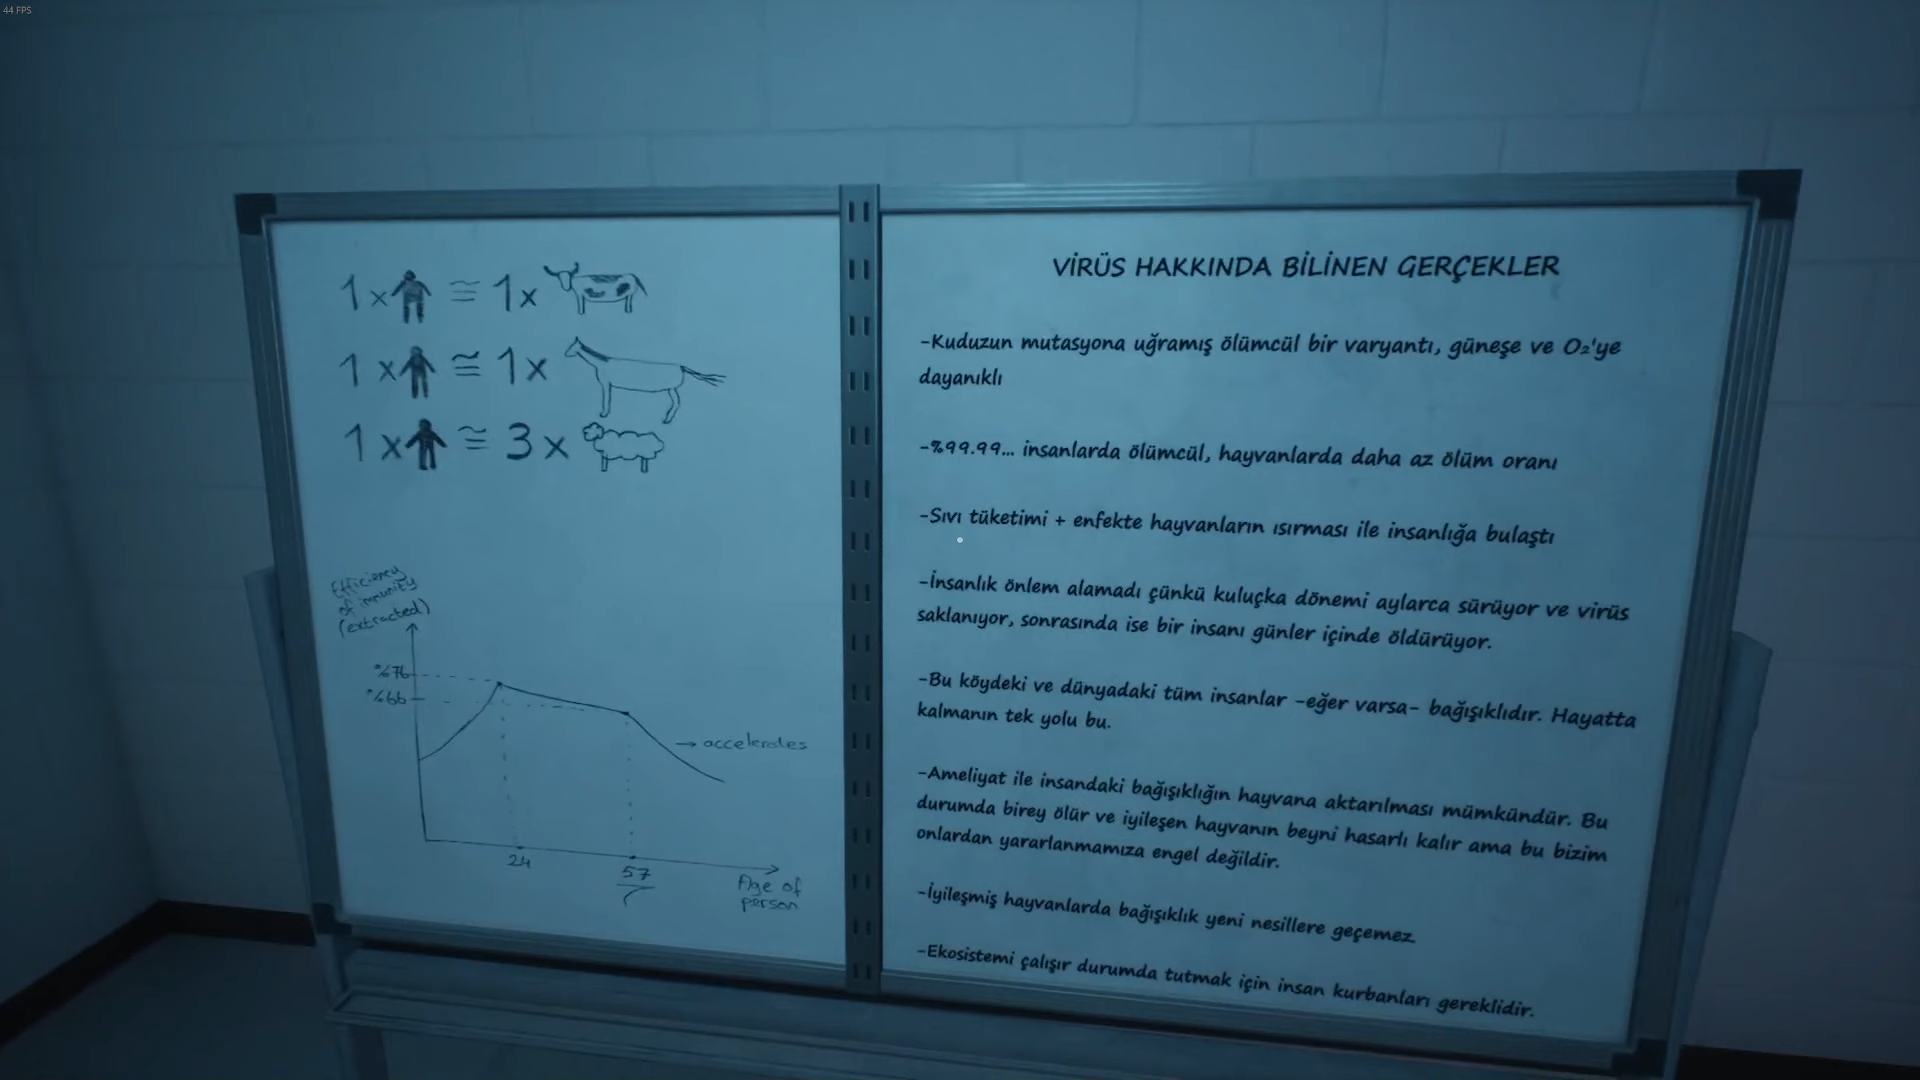 44 FPS
1 x ≅ 1x
1 x ≅ 1x
1 x ≅ 3x
Efficiency
of immunity
(extracted)
%76
%66
→ accelerates
24
57
Age of
person
VİRÜS HAKKINDA BİLİNEN GERÇEKLER
-Kuduzun mutasyona uğramış ölümcül bir varyantı, güneşe ve O₂'ye
dayanıklı
-%99.99... insanlarda ölümcül, hayvanlarda daha az ölüm oranı
-Sıvı tüketimi + enfekte hayvanların ısırması ile insanlığa bulaştı
-İnsanlık önlem alamadı çünkü kuluçka dönemi aylarca sürüyor ve virüs
saklanıyor, sonrasında ise bir insanı günler içinde öldürüyor.
-Bu köydeki ve dünyadaki tüm insanlar -eğer varsa- bağışıklıdır. Hayatta
kalmanın tek yolu bu.
-Ameliyat ile insandaki bağışıklığın hayvana aktarılması mümkündür. Bu
durumda birey ölür ve iyileşen hayvanın beyni hasarlı kalır ama bu bizim
onlardan yararlanmamıza engel değildir.
-İyileşmiş hayvanlarda bağışıklık yeni nesillere geçemez.
-Ekosistemi çalışır durumda tutmak için insan kurbanları gereklidir.